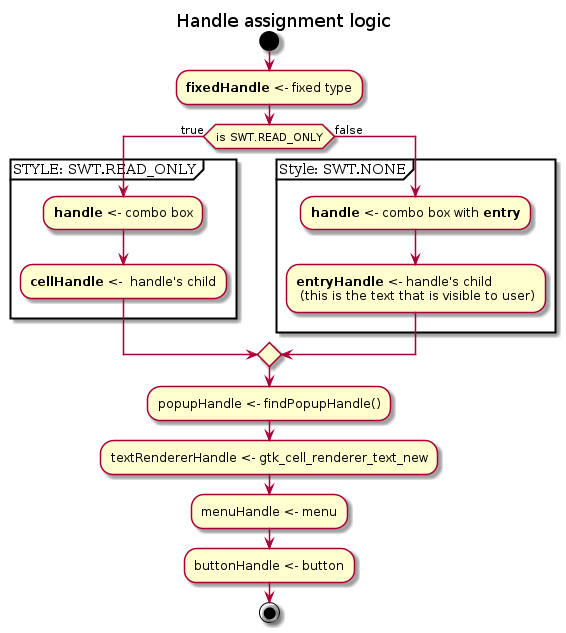 Handle assignment logic
fixedHandle <- fixed type
true
is SWT.READ_ONLY
false
STYLE: SWT.READ_ONLY
handle <- combo box
cellHandle <-  handle's child
Style: SWT.NONE
handle <- combo box with entry
entryHandle <- handle's child
(this is the text that is visible to user)
popupHandle <- findPopupHandle()
textRendererHandle <- gtk_cell_renderer_text_new
menuHandle <- menu
buttonHandle <- button